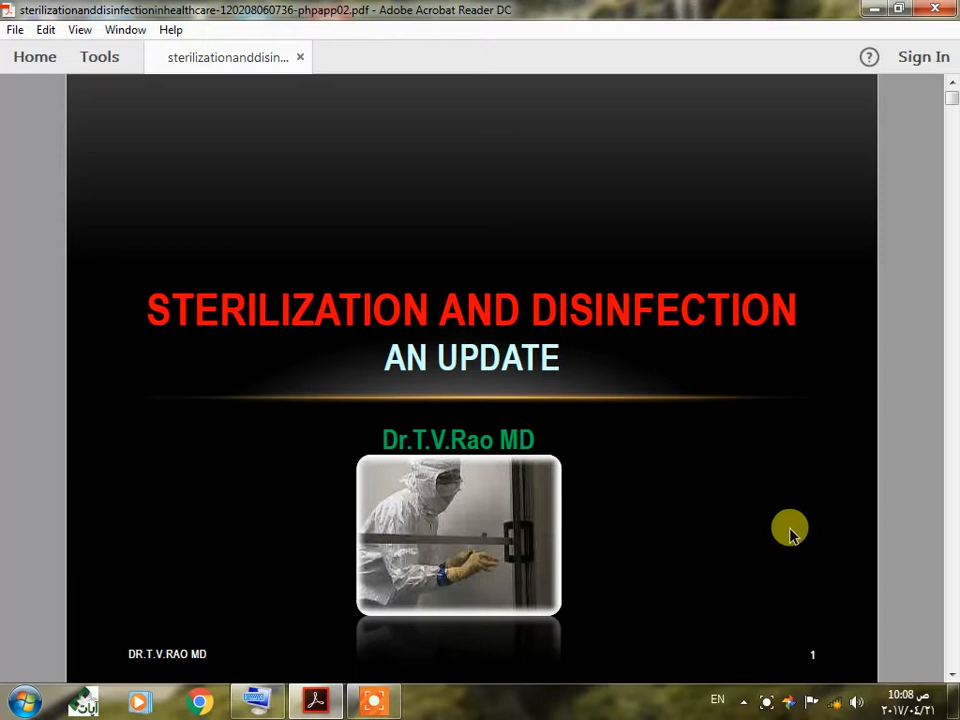 sterilizationanddisinfectioninhealthcare-120208060736-phpapp02.pdf - Adobe Acrobat Reader DC
File Edit View Window Help
Home Tools sterilizationanddisin... × ? Sign In
STERILIZATION AND DISINFECTION
AN UPDATE
Dr.T.V.Rao MD
DR.T.V.RAO MD 1
آيات EN 10:08 ص
٢٠١٧/٠٤/٢١